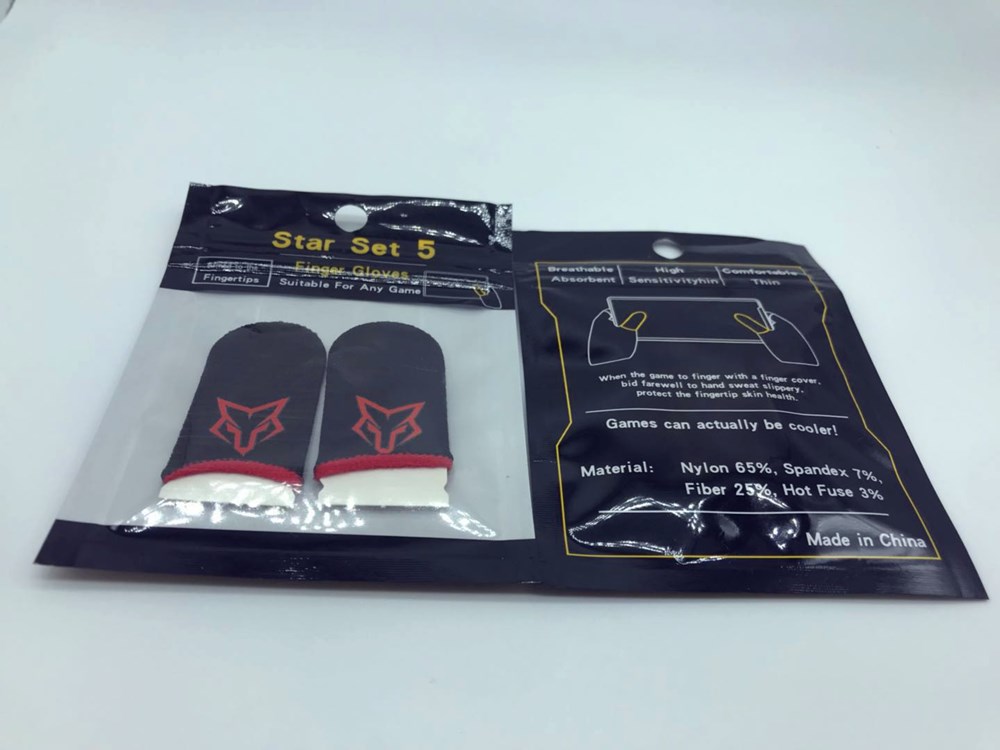 Star Set 5
Finger Gloves
Fingertips
Suitable For Any Game
Breathable
Absorbent
High
Sensitivityhin
Comfortable
Thin
When the game to finger with a finger cover,
bid farewell to hand sweat slippery,
protect the fingertip skin health.
Games can actually be cooler!
Material: Nylon 65%, Spandex 7%,
Fiber 25%, Hot Fuse 3%
Made in China